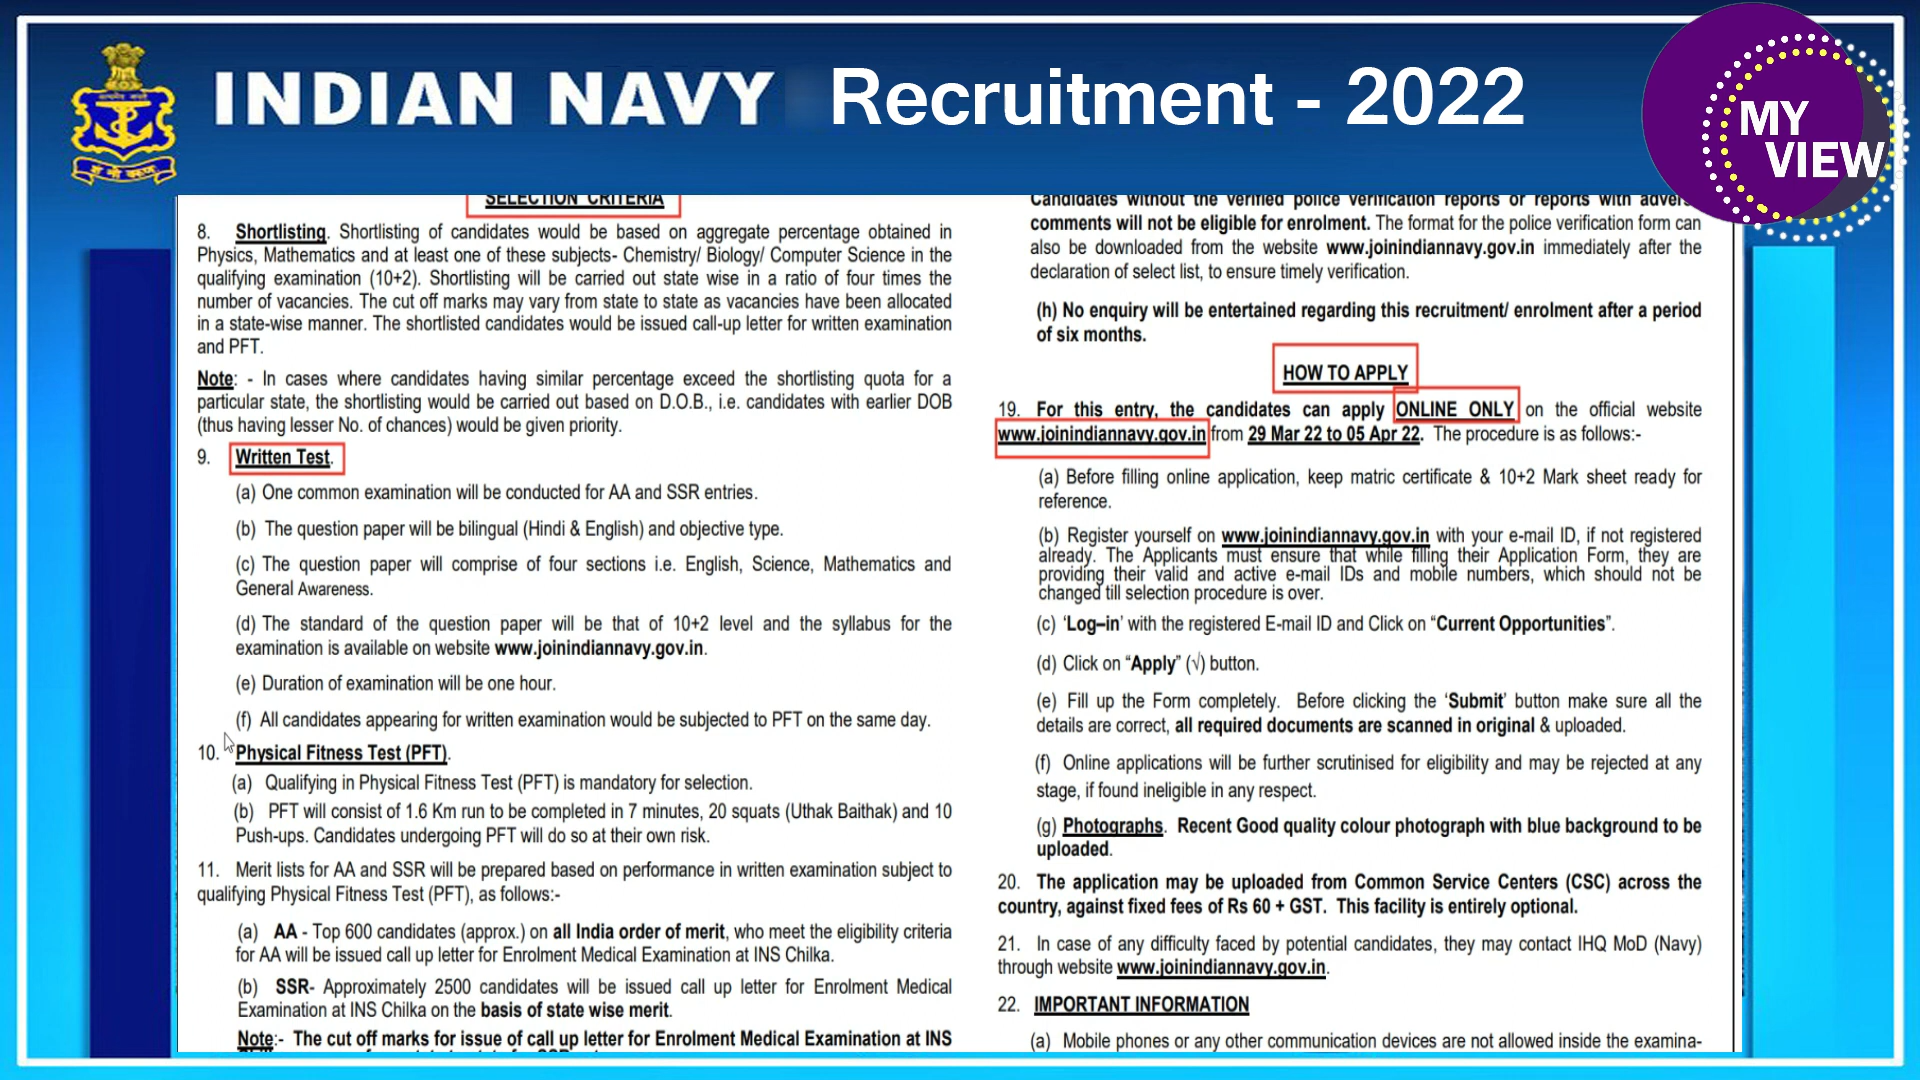 INDIAN NAVY Recruitment - 2022
MY
VIEW
SELECTION CRITERIA
8. Shortlisting. Shortlisting of candidates would be based on aggregate percentage obtained in
Physics, Mathematics and at least one of these subjects- Chemistry/ Biology/ Computer Science in the
qualifying examination (10+2). Shortlisting will be carried out state wise in a ratio of four times the
number of vacancies. The cut off marks may vary from state to state as vacancies have been allocated
in a state-wise manner. The shortlisted candidates would be issued call-up letter for written examination
and PFT.
Note: - In cases where candidates having similar percentage exceed the shortlisting quota for a
particular state, the shortlisting would be carried out based on D.O.B., i.e. candidates with earlier DOB
(thus having lesser No. of chances) would be given priority.
9. Written Test.
(a) One common examination will be conducted for AA and SSR entries.
(b) The question paper will be bilingual (Hindi & English) and objective type.
(c) The question paper will comprise of four sections i.e. English, Science, Mathematics and
General Awareness.
(d) The standard of the question paper will be that of 10+2 level and the syllabus for the
examination is available on website www.joinindiannavy.gov.in.
(e) Duration of examination will be one hour.
(f) All candidates appearing for written examination would be subjected to PFT on the same day.
10. Physical Fitness Test (PFT).
(a) Qualifying in Physical Fitness Test (PFT) is mandatory for selection.
(b) PFT will consist of 1.6 Km run to be completed in 7 minutes, 20 squats (Uthak Baithak) and 10
Push-ups. Candidates undergoing PFT will do so at their own risk.
11. Merit lists for AA and SSR will be prepared based on performance in written examination subject to
qualifying Physical Fitness Test (PFT), as follows:-
(a) AA - Top 600 candidates (approx.) on all India order of merit, who meet the eligibility criteria
for AA will be issued call up letter for Enrolment Medical Examination at INS Chilka.
(b) SSR- Approximately 2500 candidates will be issued call up letter for Enrolment Medical
Examination at INS Chilka on the basis of state wise merit.
Note:- The cut off marks for issue of call up letter for Enrolment Medical Examination at INS
Candidates without the verified police verification reports or reports with
comments will not be eligible for enrolment. The format for the police verification form can
also be downloaded from the website www.joinindiannavy.gov.in immediately after the
declaration of select list, to ensure timely verification.
(h) No enquiry will be entertained regarding this recruitment/ enrolment after a period
of six months.
HOW TO APPLY
19. For this entry, the candidates can apply ONLINE ONLY on the official website
www.joinindiannavy.gov.in from 29 Mar 22 to 05 Apr 22. The procedure is as follows:-
(a) Before filling online application, keep matric certificate & 10+2 Mark sheet ready for
reference.
(b) Register yourself on www.joinindiannavy.gov.in with your e-mail ID, if not registered
already. The Applicants must ensure that while filling their Application Form, they are
providing their valid and active e-mail IDs and mobile numbers, which should not be
changed till selection procedure is over.
(c) ‘Log–in’ with the registered E-mail ID and Click on “Current Opportunities”.
(d) Click on “Apply” (√) button.
(e) Fill up the Form completely. Before clicking the ‘Submit’ button make sure all the
details are correct, all required documents are scanned in original & uploaded.
(f) Online applications will be further scrutinised for eligibility and may be rejected at any
stage, if found ineligible in any respect.
(g) Photographs. Recent Good quality colour photograph with blue background to be
uploaded.
20. The application may be uploaded from Common Service Centers (CSC) across the
country, against fixed fees of Rs 60 + GST. This facility is entirely optional.
21. In case of any difficulty faced by potential candidates, they may contact IHQ MoD (Navy)
through website www.joinindiannavy.gov.in.
22. IMPORTANT INFORMATION
(a) Mobile phones or any other communication devices are not allowed inside the examina-